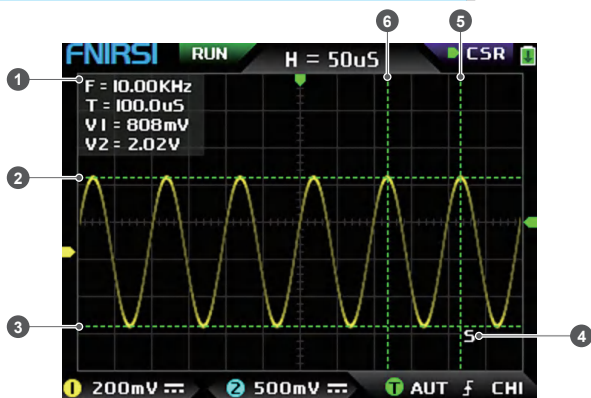 6 5
FNIRSI RUN H = 50uS CSR
1
F = 10.00KHz
T = 100.0uS
V1 = 808mV
V2 = 2.02V
2
3
S 4
1 200mV 2 500mV T AUT CH1